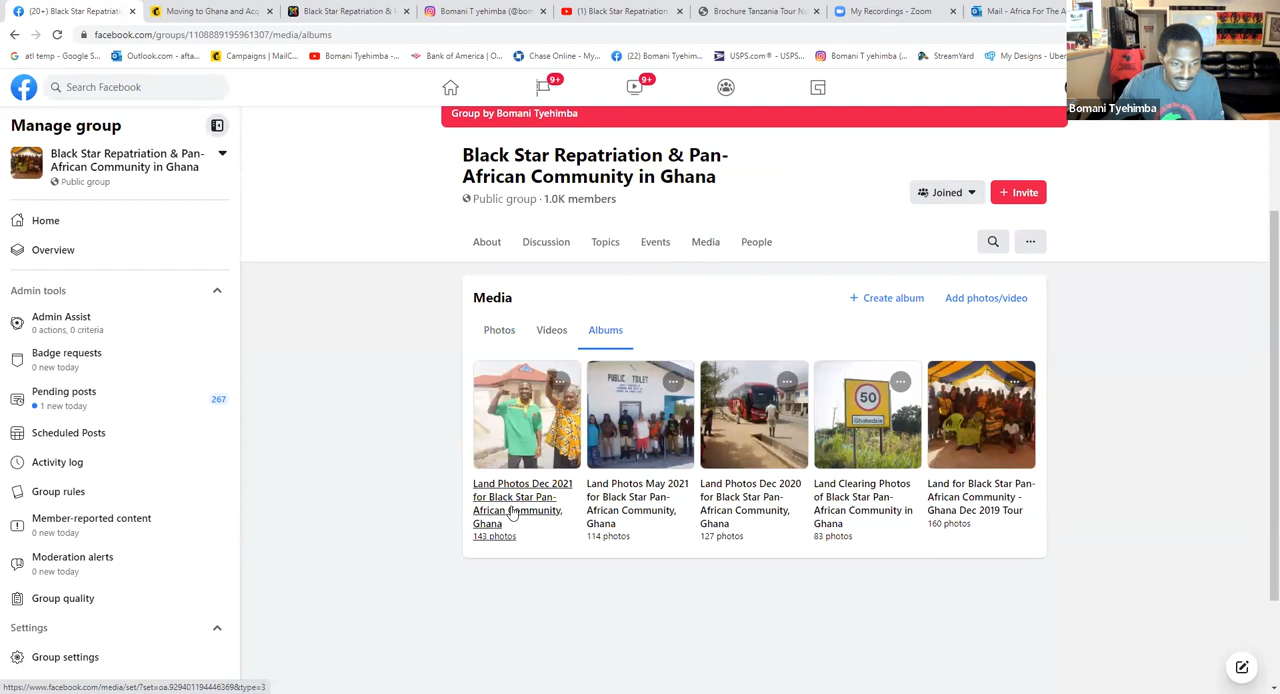 (20+) Black Star Repatria
Moving to Ghana and Acq
Black Star Repatriation & F
Bomani T yehimba (@bom
(1) Black Star Repatriation
Brochure Tanzania Tour No
My Recordings - Zoom
Mail - Africa For The A
facebook.com/groups/1108889195961307/media/albums
atl temp - Google S...
Outlook.com - afta...
Campaigns | MailC...
Bomani Tyehimba -...
Bank of America | O...
Chase Online - My...
(22) Bomani Tyehim...
USPS.com® - USPS...
Bomani T yehimba (...
StreamYard
My Designs - Uber
Bomani Tyehimba
Search Facebook
9+
9+
Manage group
Group by Bomani Tyehimba
Black Star Repatriation & Pan-
African Community in Ghana
Public group
Black Star Repatriation & Pan-
African Community in Ghana
Public group · 1.0K members
Joined
+ Invite
Home
Overview
About
Discussion
Topics
Events
Media
People
Admin tools
Admin Assist
0 actions, 0 criteria
Badge requests
0 new today
Pending posts
1 new today
267
Scheduled Posts
Activity log
Group rules
Member-reported content
0 new today
Moderation alerts
0 new today
Group quality
Settings
Group settings
Media
+ Create album
Add photos/video
Photos
Videos
Albums
PUBLIC TOILET
50
Land Photos Dec 2021
for Black Star Pan-
African Community,
Ghana
143 photos
Land Photos May 2021
for Black Star Pan-
African Community,
Ghana
114 photos
Land Photos Dec 2020
for Black Star Pan-
African Community,
Ghana
127 photos
Land Clearing Photos
of Black Star Pan-
African Community in
Ghana
83 photos
Land for Black Star Pan-
African Community -
Ghana Dec 2019 Tour
160 photos
https://www.facebook.com/media/set/?set=oa.929401194446369&type=3